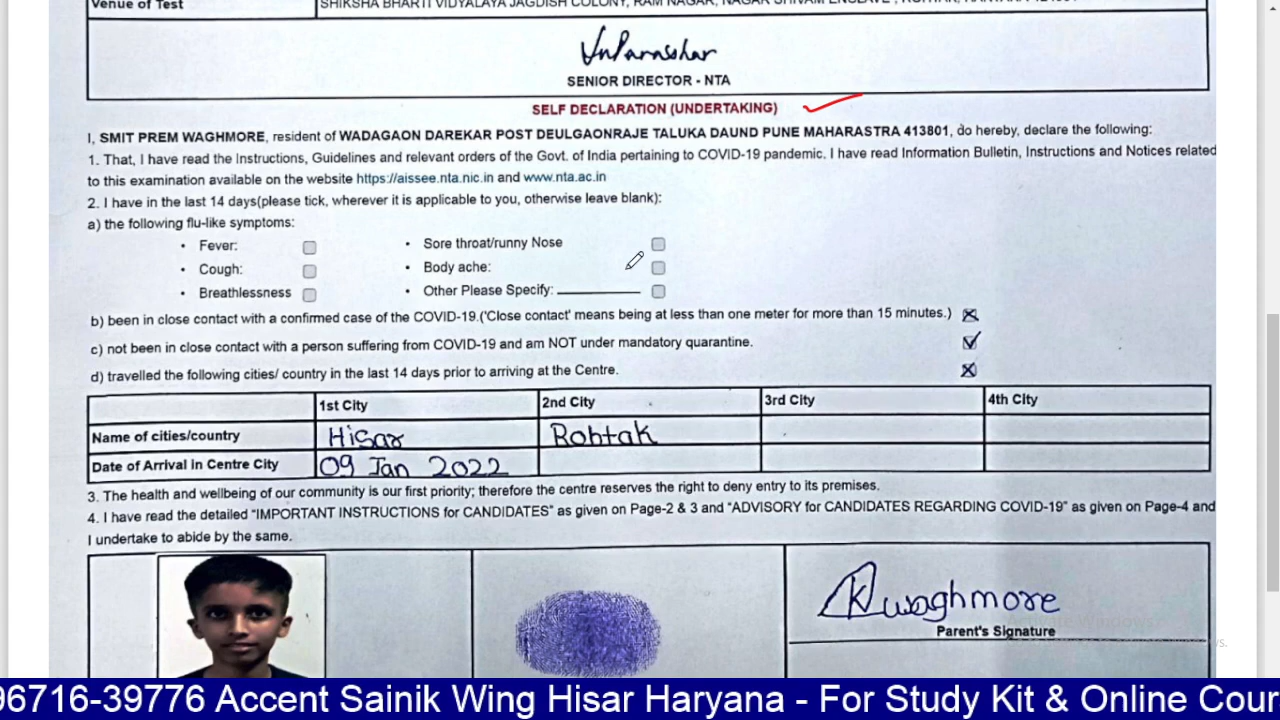 Venue of Test SHIKSHA BHARTI VIDYALAYA JAGDISH COLONY, RAM NAGAR,
SENIOR DIRECTOR - NTA
SELF DECLARATION (UNDERTAKING)
I, SMIT PREM WAGHMORE, resident of WADAGAON DAREKAR POST DEULGAONRAJE TALUKA DAUND PUNE MAHARASTRA 413801, do hereby, declare the following:
1. That, I have read the Instructions, Guidelines and relevant orders of the Govt. of India pertaining to COVID-19 pandemic. I have read Information Bulletin, Instructions and Notices related
to this examination available on the website https://aissee.nta.nic.in and www.nta.ac.in
2. I have in the last 14 days(please tick, wherever it is applicable to you, otherwise leave blank):
a) the following flu-like symptoms:
• Fever: • Sore throat/runny Nose
• Cough: • Body ache:
• Breathlessness • Other Please Specify:
b) been in close contact with a confirmed case of the COVID-19.('Close contact' means being at less than one meter for more than 15 minutes.)
c) not been in close contact with a person suffering from COVID-19 and am NOT under mandatory quarantine.
d) travelled the following cities/ country in the last 14 days prior to arriving at the Centre.
1st City 2nd City 3rd City 4th City
Name of cities/country Hisar Rohtak
Date of Arrival in Centre City 09 Jan 2022
3. The health and wellbeing of our community is our first priority; therefore the centre reserves the right to deny entry to its premises.
4. I have read the detailed "IMPORTANT INSTRUCTIONS for CANDIDATES" as given on Page-2 & 3 and "ADVISORY for CANDIDATES REGARDING COVID-19" as given on Page-4 and
I undertake to abide by the same.
Kwaghmore
Parent's Signature
Activate Windows
96716-39776 Accent Sainik Wing Hisar Haryana - For Study Kit & Online Cour